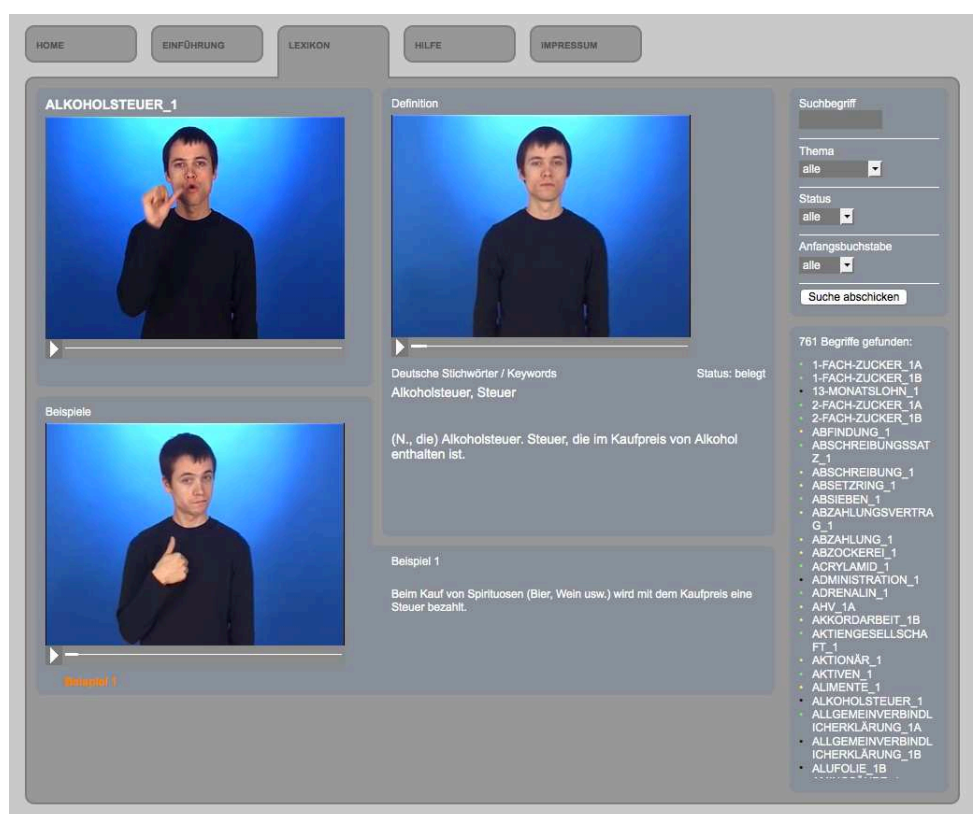 HOME
EINFÜHRUNG
LEXIKON
HILFE
IMPRESSUM
ALKOHOLSTEUER_1
Definition
Deutsche Stichwörter / Keywords
Status: belegt
Alkoholsteuer, Steuer
(N., die) Alkoholsteuer. Steuer, die im Kaufpreis von Alkohol
enthalten ist.
Beispiele
Beispiel 1
Beispiel 1
Beim Kauf von Spirituosen (Bier, Wein usw.) wird mit dem Kaufpreis eine
Steuer bezahlt.
Suchbegriff
Thema
alle
Status
alle
Anfangsbuchstabe
alle
Suche abschicken
761 Begriffe gefunden:
1-FACH-ZUCKER_1A
1-FACH-ZUCKER_1B
13-MONATSLOHN_1
2-FACH-ZUCKER_1A
2-FACH-ZUCKER_1B
ABFINDUNG_1
ABSCHREIBUNGSSAT
Z_1
ABSCHREIBUNG_1
ABSETZRING_1
ABSIEBEN_1
ABZAHLUNGSVERTRA
G_1
ABZAHLUNG_1
ABZOCKEREI_1
ACRYLAMID_1
ADMINISTRATION_1
ADRENALIN_1
AHV_1A
AKKORDARBEIT_1B
AKTIENGESELLSCHA
FT_1
AKTIONÄR_1
AKTIVEN_1
ALIMENTE_1
ALKOHOLSTEUER_1
ALLGEMEINVERBINDL
ICHERKLÄRUNG_1A
ALLGEMEINVERBINDL
ICHERKLÄRUNG_1B
ALUFOLIE_1B